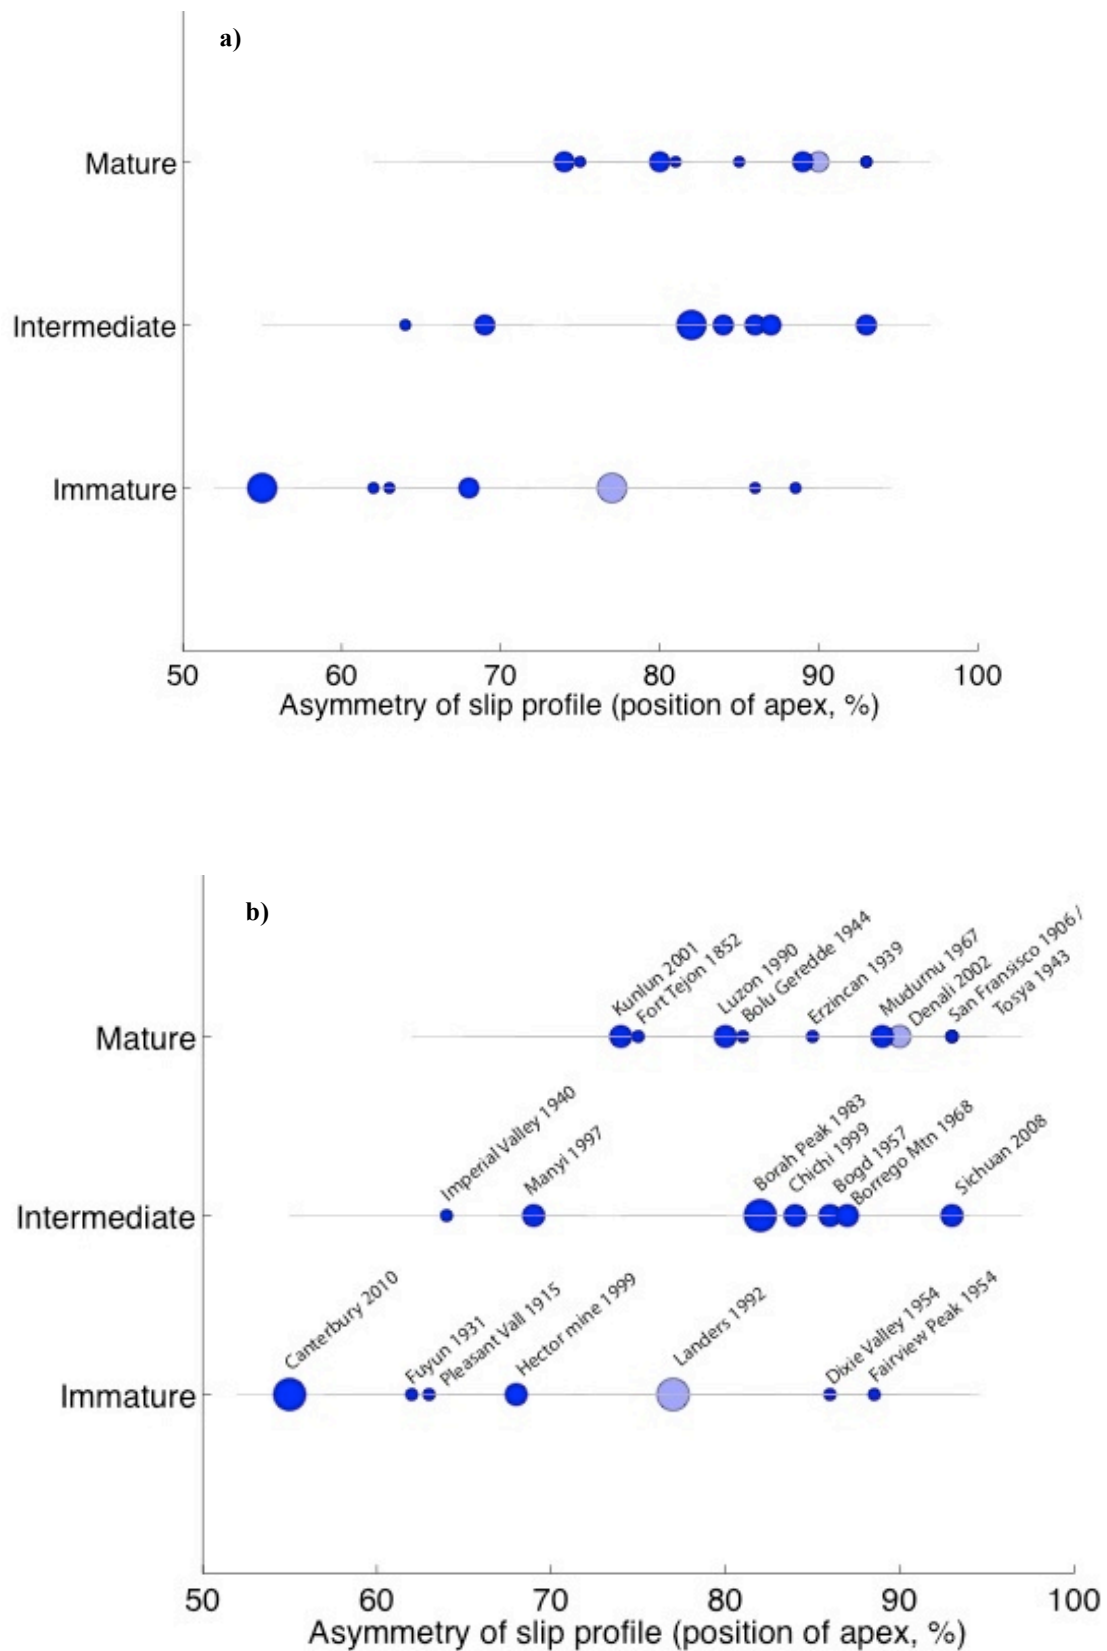 a)
Mature
Intermediate
Immature
50 60 70 80 90 100
Asymmetry of slip profile (position of apex, %)
b)
Kunlun 2001
Fort Tejon 1852
Luzon 1990
Bolu Geredde 1944
Erzincan 1939
Mudurnu 1967
Denali 2002
San Fransisco 1906 /
Tosya 1943
Mature
Imperial Valley 1940
Manyi 1997
Borah Peak 1983
Chichi 1999
Bogd 1957
Borrego Mtn 1968
Sichuan 2008
Intermediate
Canterbury 2010
Fuyun 1931
Pleasant Vall 1915
Hector mine 1999
Landers 1992
Dixie Valley 1954
Fairview Peak 1954
Immature
50 60 70 80 90 100
Asymmetry of slip profile (position of apex, %)